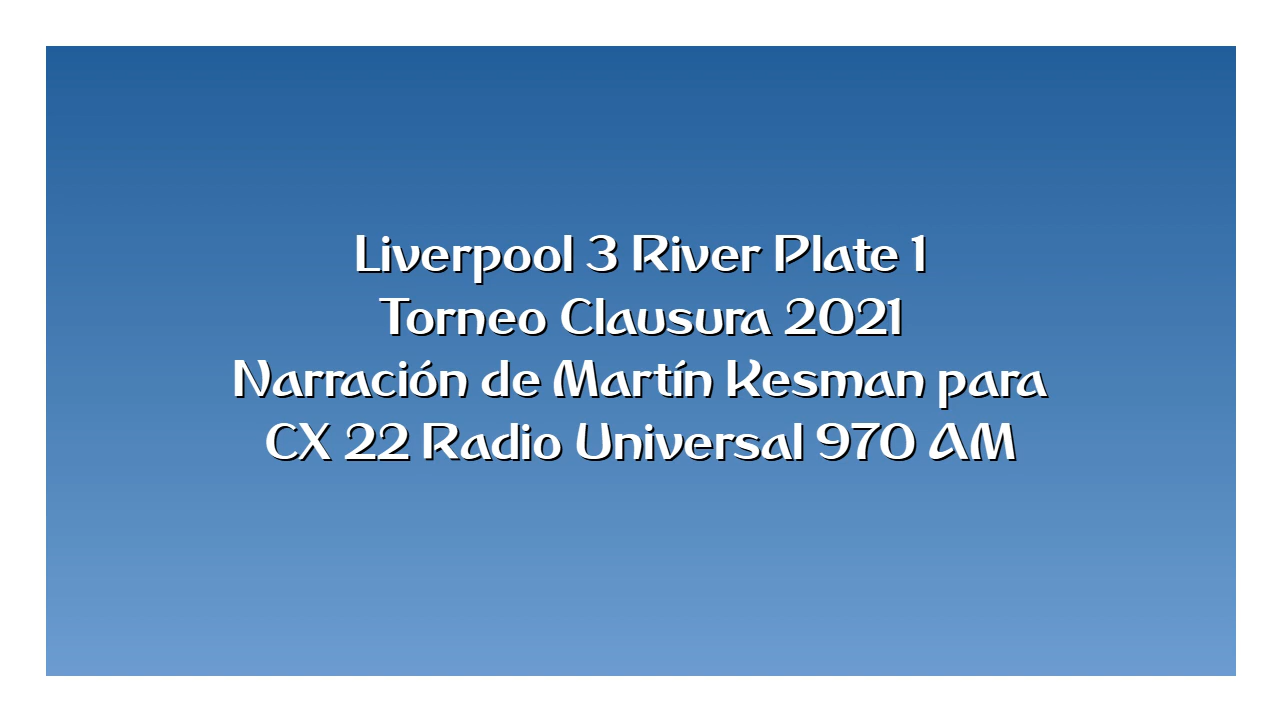 Liverpool 3 River Plate 1
Torneo Clausura 2021
Narración de Martín Kesman para
CX 22 Radio Universal 970 AM